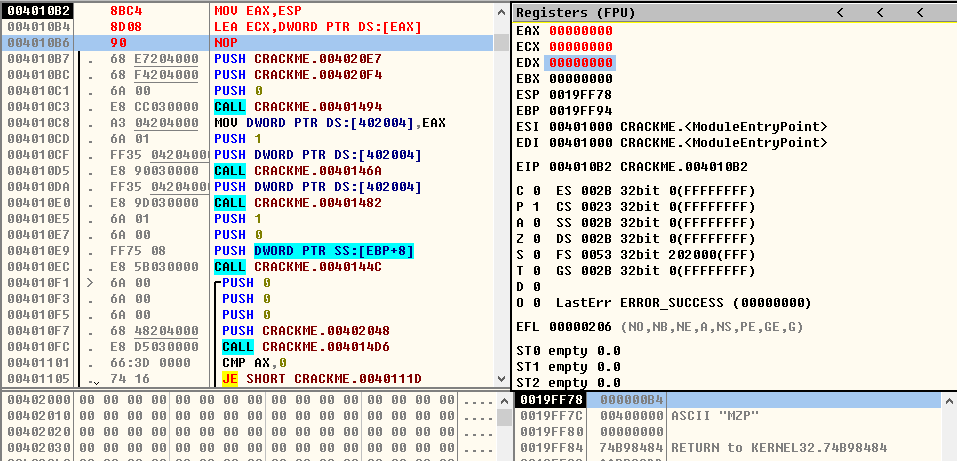 004010B2 8BC4 MOV EAX,ESP
004010B4 8D08 LEA ECX,DWORD PTR DS:[EAX]
004010B6 90 NOP
004010B7 . 68 E7204000 PUSH CRACKME.004020E7
004010BC . 68 F4204000 PUSH CRACKME.004020F4
004010C1 . 6A 00 PUSH 0
004010C3 . E8 CC030000 CALL CRACKME.00401494
004010C8 . A3 04204000 MOV DWORD PTR DS:[402004],EAX
004010CD . 6A 01 PUSH 1
004010CF . FF35 0420400 PUSH DWORD PTR DS:[402004]
004010D5 . E8 90030000 CALL CRACKME.0040146A
004010DA . FF35 0420400 PUSH DWORD PTR DS:[402004]
004010E0 . E8 9D030000 CALL CRACKME.00401482
004010E5 . 6A 01 PUSH 1
004010E7 . 6A 00 PUSH 0
004010E9 . FF75 08 PUSH DWORD PTR SS:[EBP+8]
004010EC . E8 5B030000 CALL CRACKME.0040144C
004010F1 > 6A 00 PUSH 0
004010F3 . 6A 00 PUSH 0
004010F5 . 6A 00 PUSH 0
004010F7 . 68 48204000 PUSH CRACKME.00402048
004010FC . E8 D5030000 CALL CRACKME.004014D6
00401101 . 66:3D 0000 CMP AX,0
00401105 . 74 16 JE SHORT CRACKME.0040111D
Registers (FPU) < < <
EAX 00000000
ECX 00000000
EDX 00000000
EBX 00000000
ESP 0019FF78
EBP 0019FF94
ESI 00401000 CRACKME.<ModuleEntryPoint>
EDI 00401000 CRACKME.<ModuleEntryPoint>
EIP 004010B2 CRACKME.004010B2
C 0 ES 002B 32bit 0(FFFFFFFF)
P 1 CS 0023 32bit 0(FFFFFFFF)
A 0 SS 002B 32bit 0(FFFFFFFF)
Z 0 DS 002B 32bit 0(FFFFFFFF)
S 0 FS 0053 32bit 202000(FFF)
T 0 GS 002B 32bit 0(FFFFFFFF)
D 0
O 0 LastErr ERROR_SUCCESS (00000000)
EFL 00000206 (NO,NB,NE,A,NS,PE,GE,G)
ST0 empty 0.0
ST1 empty 0.0
ST2 empty 0.0
00402000 00 00 00 00 00 00 00 00 00 00 00 00 00 00 00 00 ....
00402010 00 00 00 00 00 00 00 00 00 00 00 00 00 00 00 00 ....
00402020 00 00 00 00 00 00 00 00 00 00 00 00 00 00 00 00 ....
00402030 00 00 00 00 00 00 00 00 00 00 00 00 00 00 00 00 ....
0019FF78 000000B4
0019FF7C 00400000 ASCII "MZP"
0019FF80 00000000
0019FF84 74B98484 RETURN to KERNEL32.74B98484